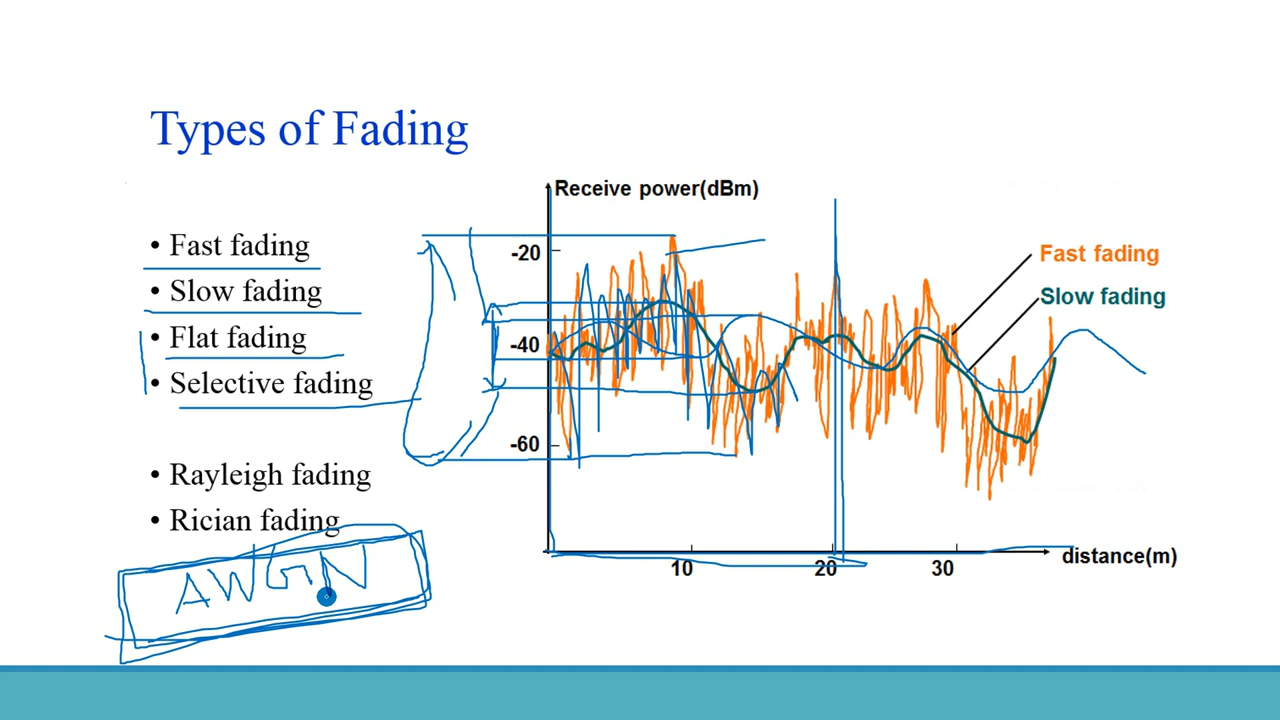 Types of Fading
• Fast fading
• Slow fading
• Flat fading
• Selective fading
• Rayleigh fading
• Rician fading
AWGN
Receive power(dBm)
-20
-40
-60
10 20 30
distance(m)
Fast fading
Slow fading